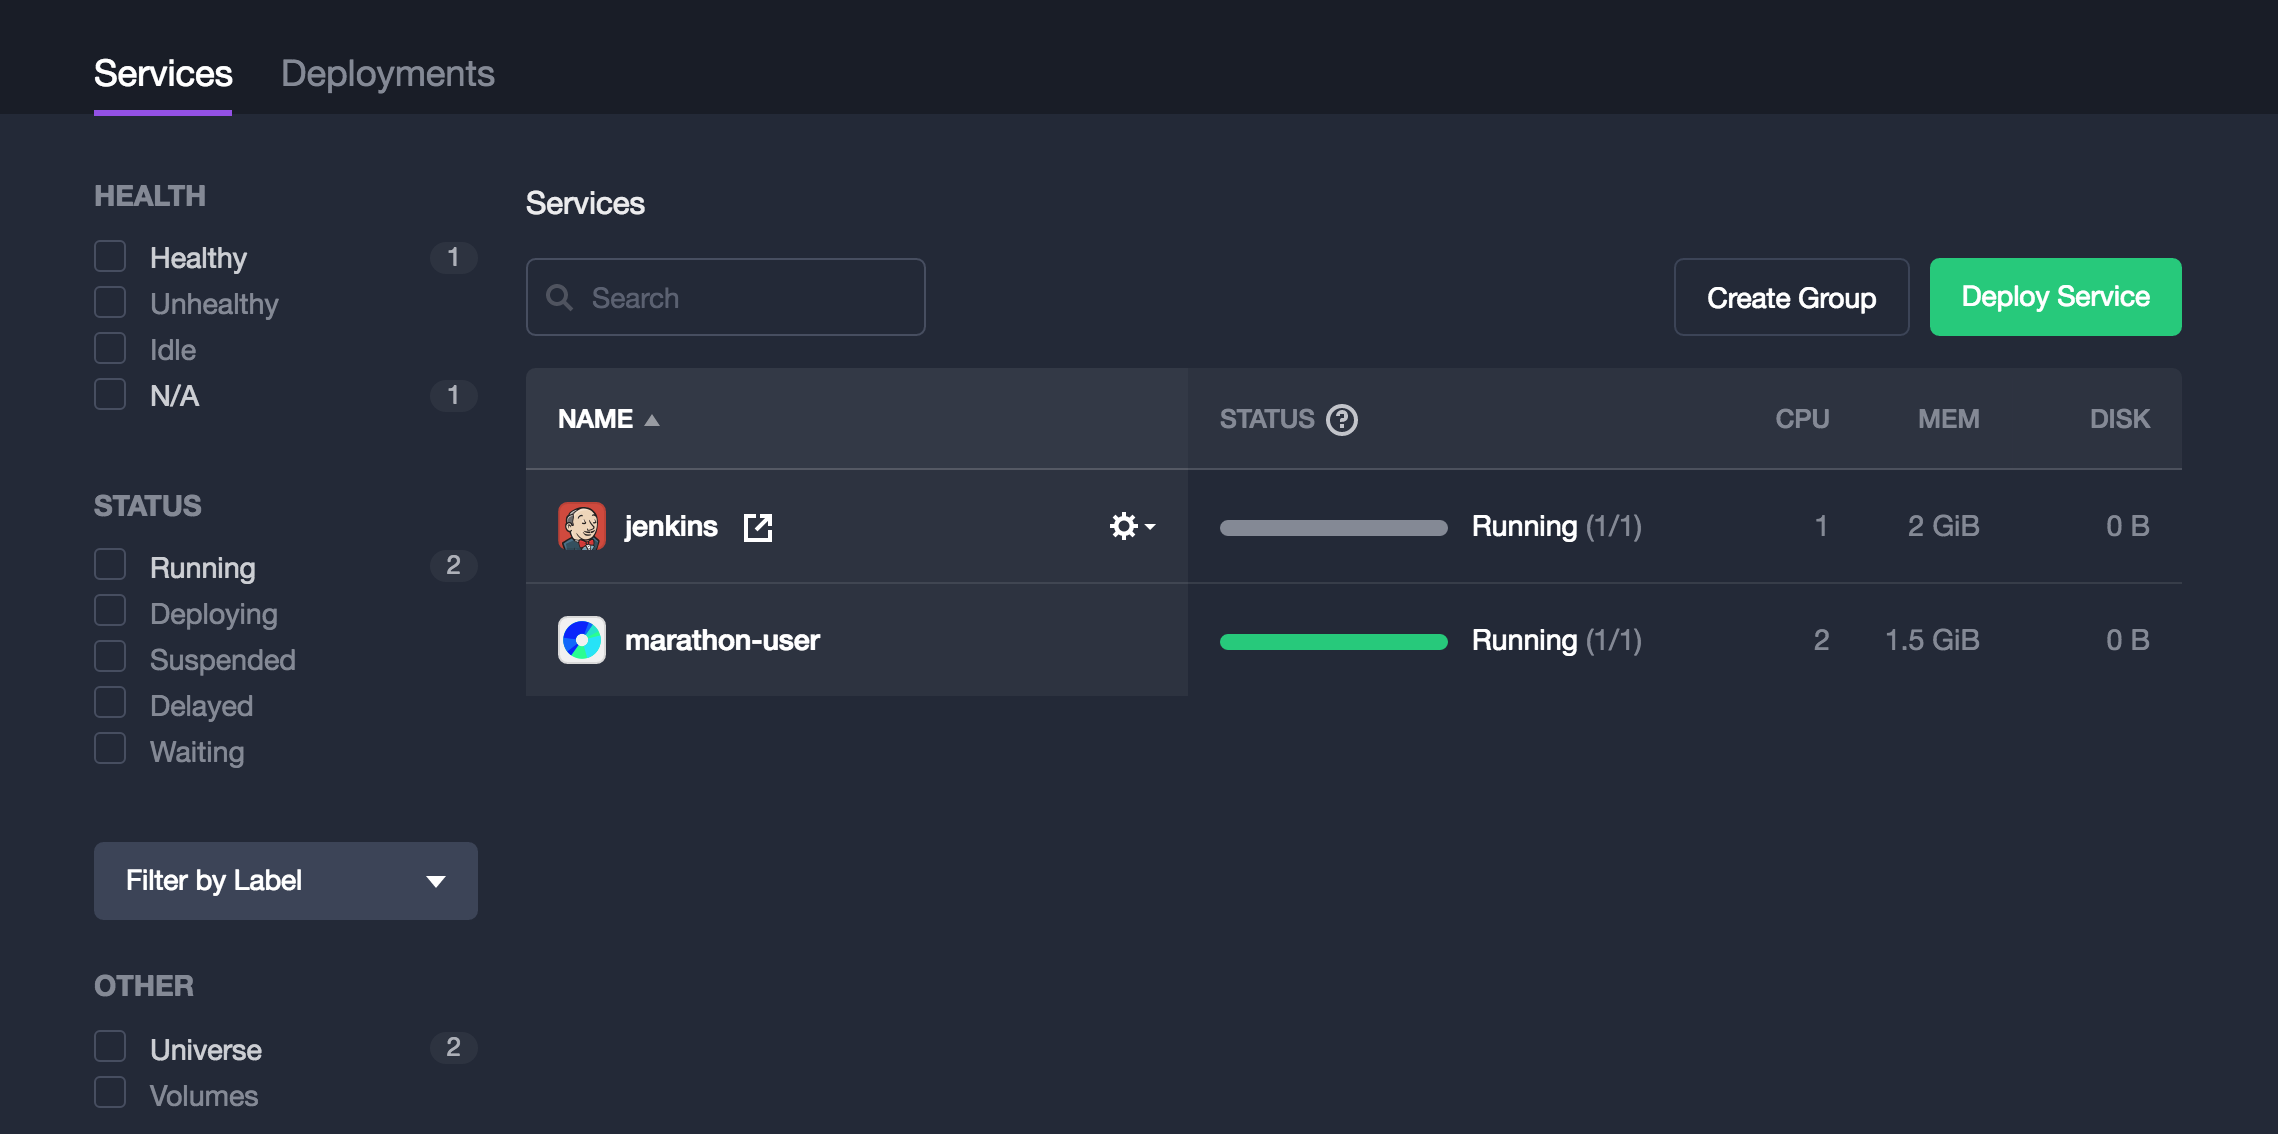 Services Deployments
HEALTH
Healthy 1
Unhealthy
Idle
N/A 1
STATUS
Running 2
Deploying
Suspended
Delayed
Waiting
Filter by Label
OTHER
Universe 2
Volumes
Services
Search
Create Group
Deploy Service
NAME STATUS ? CPU MEM DISK
jenkins Running (1/1) 1 2 GiB 0 B
marathon-user Running (1/1) 2 1.5 GiB 0 B